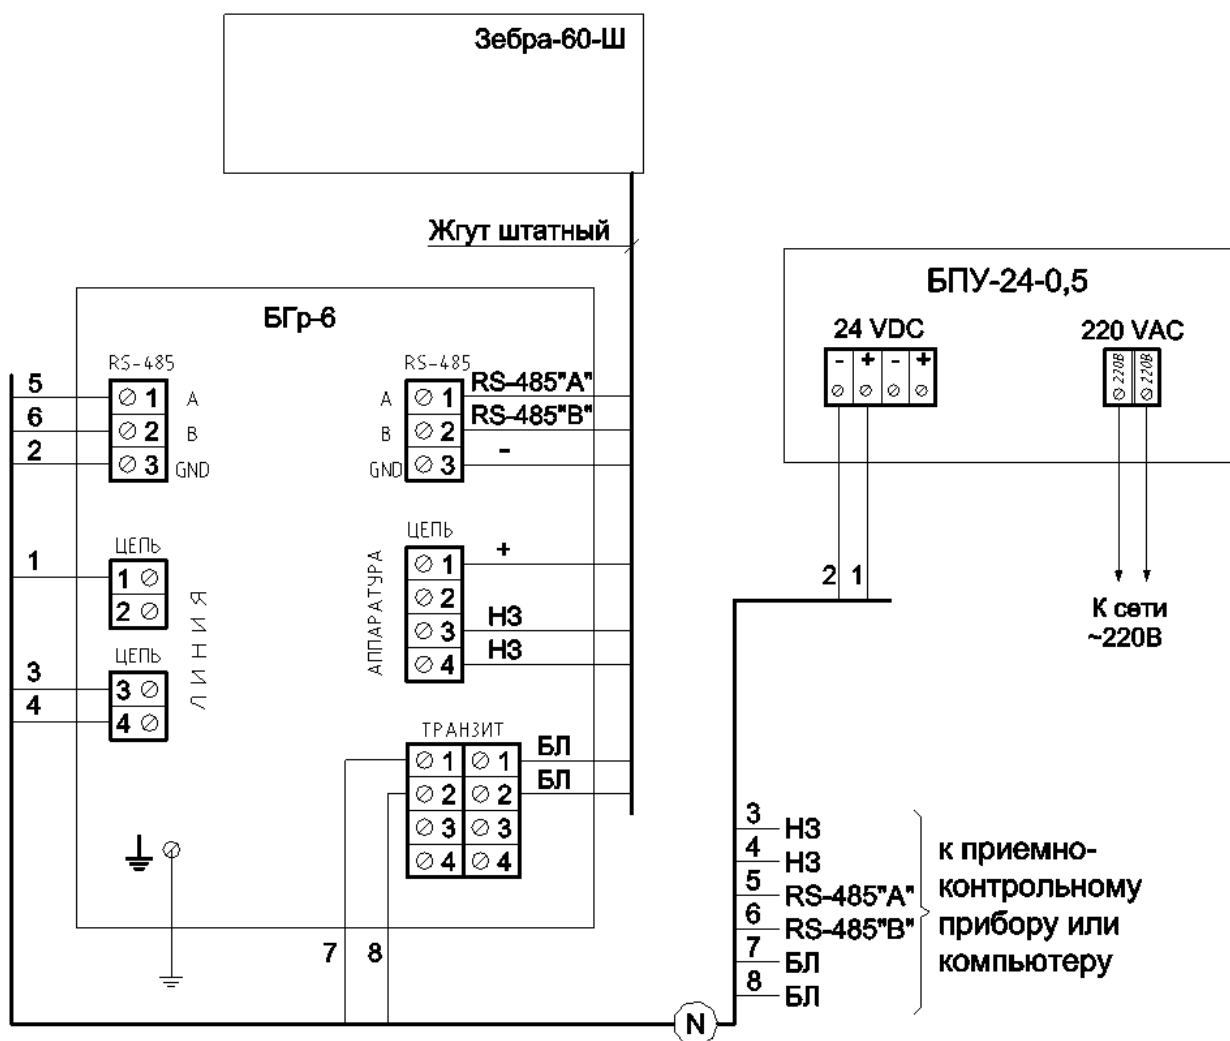 Зебра-60-Ш
Жгут штатный
БГр-6
RS-485
5
1
A
6
2
B
2
3
GND
RS-485
A
1
RS-485"A"
B
2
RS-485"B"
GND
3
-
ЦЕПЬ
1
1
2
ЦЕПЬ
3
3
4
4
ЛИНИЯ
ЦЕПЬ
АППАРАТУРА
1
+
2
3
НЗ
4
НЗ
ТРАНЗИТ
1 1
БЛ
2 2
БЛ
3 3
4 4
7 8
N
БПУ-24-0,5
24 VDC
- + - +
220 VAC
220В 220В
2 1
К сети
~220В
3 НЗ
4 НЗ
5 RS-485"A"
6 RS-485"B"
7 БЛ
8 БЛ
к приемно-
контрольному
прибору или
компьютеру